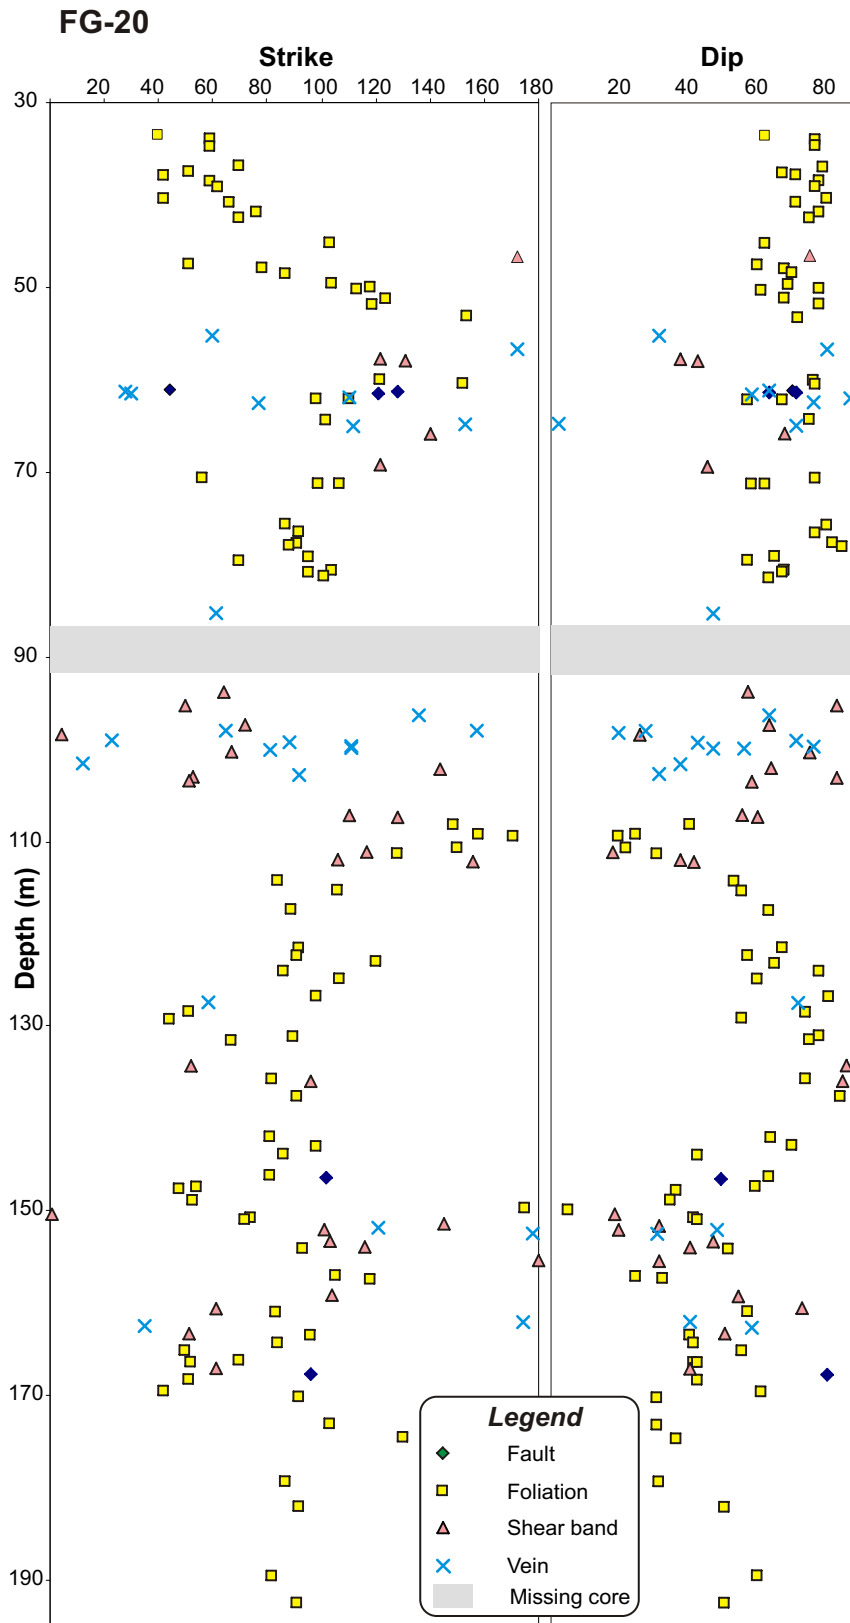 FG-20
Strike Dip
20 40 60 80 100 120 140 160 180 20 40 60 80
30
50
70
90
110
130
150
170
190
Depth (m)
Legend
Fault
Foliation
Shear band
Vein
Missing core